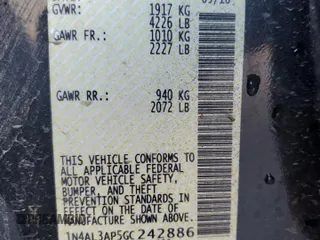 GVWR: 1917 KG
4226 LB
GAWR FR: 1010 KG
2227 LB
GAWR RR: 940 KG
2072 LB
THIS VEHICLE CONFORMS TO
ALL APPLICABLE FEDERAL
MOTOR VEHICLE SAFETY,
BUMPER, AND THEFT
PREVENTION STANDARDS
IN EFFECT ON THE DATE OF
MANUFACTURE SHOWN ABOVE.
1N4AL3AP5GC242886